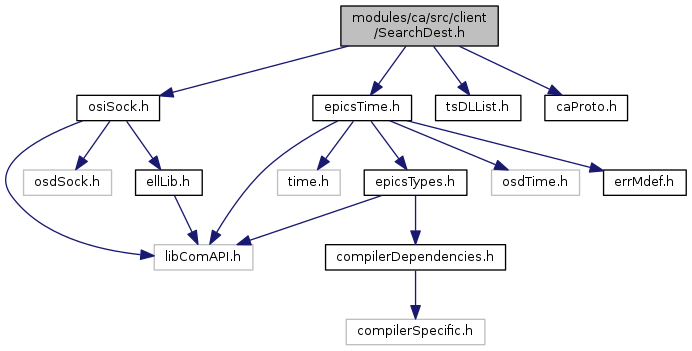 modules/ca/src/client
/SearchDest.h
osiSock.h
epicsTime.h
tsDLList.h
caProto.h
osdSock.h
ellLib.h
time.h
epicsTypes.h
osdTime.h
errMdef.h
libComAPI.h
compilerDependencies.h
compilerSpecific.h